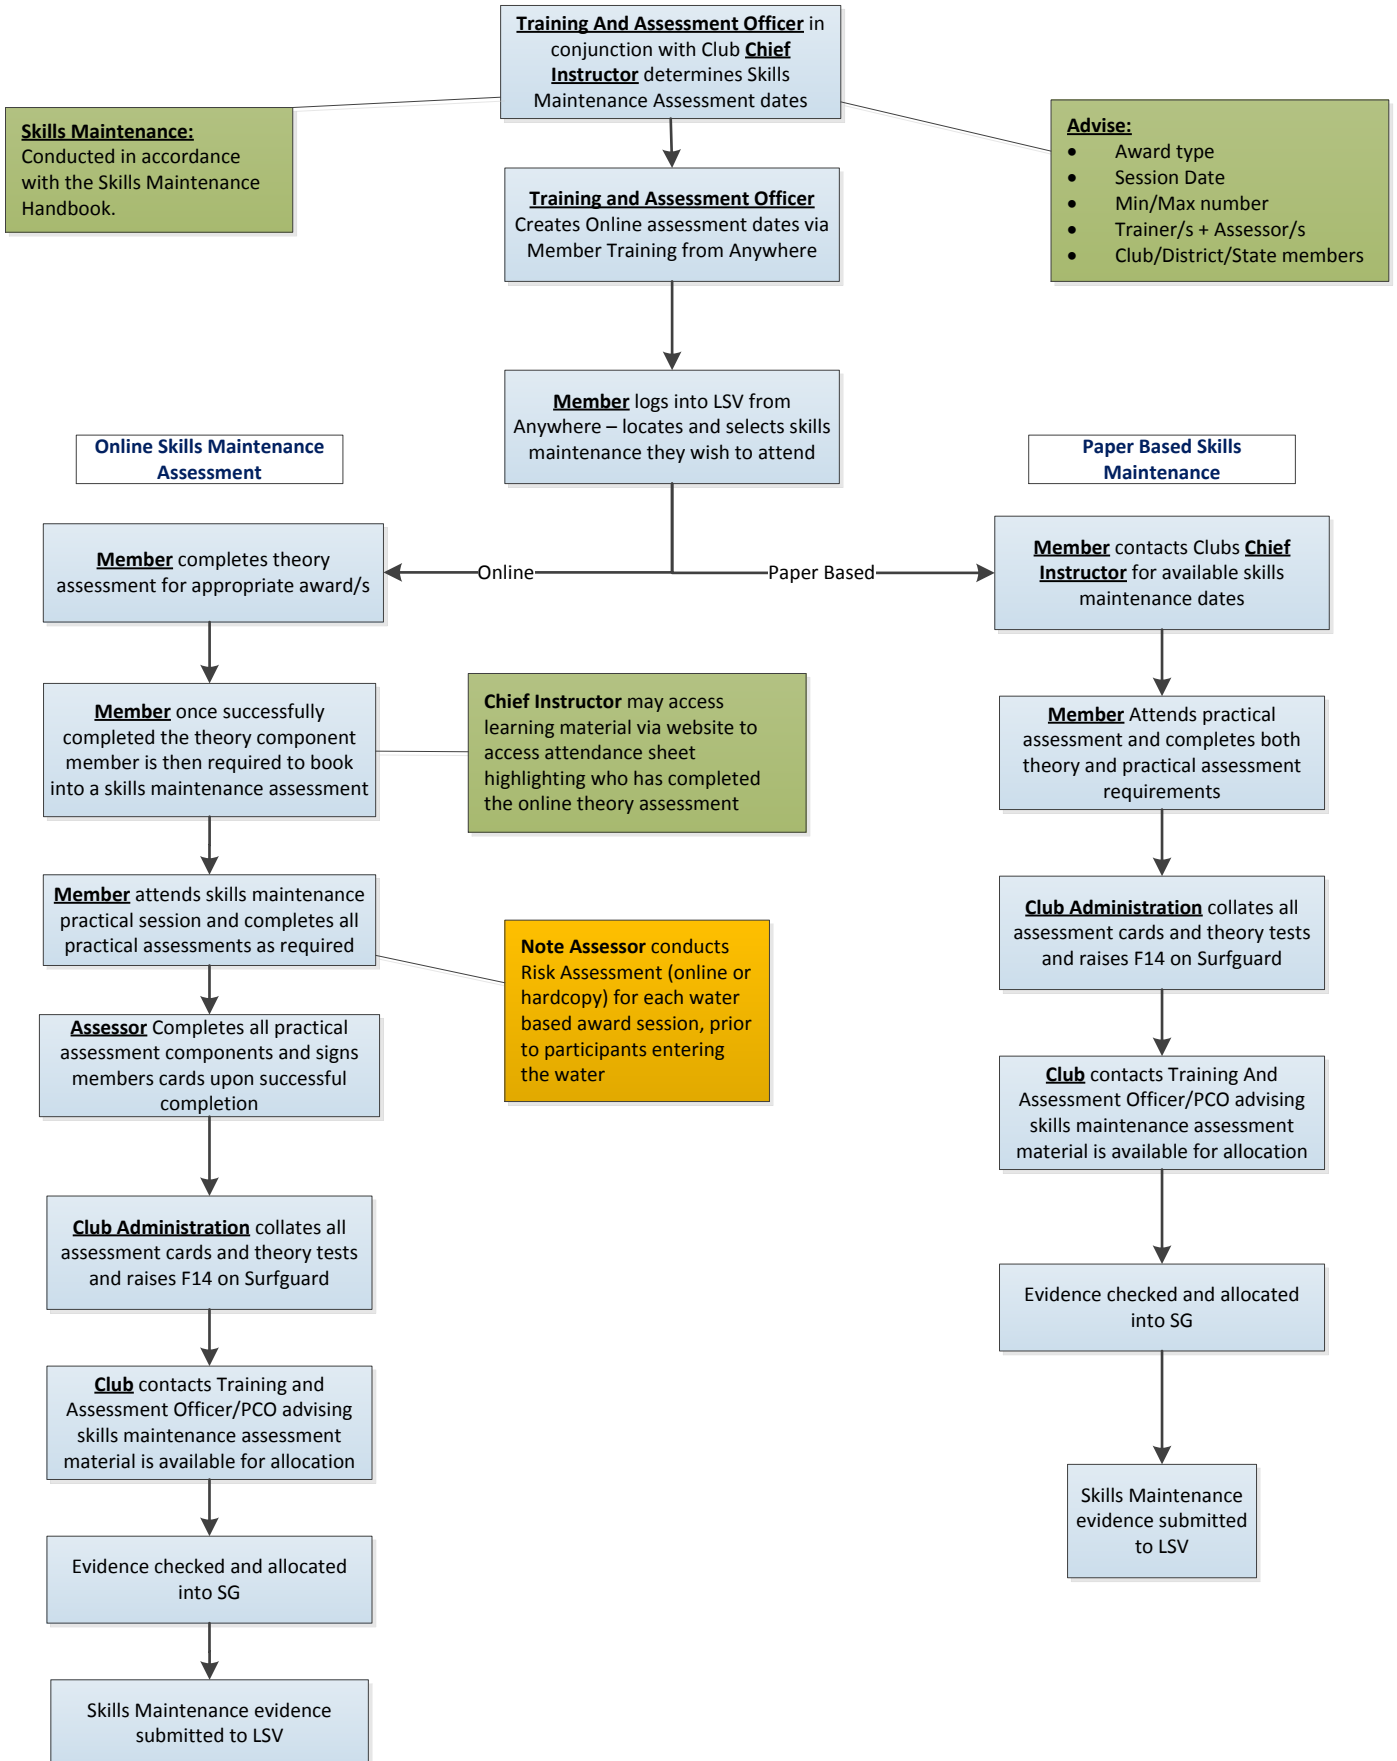 Training And Assessment Officer in
conjunction with Club Chief
Instructor determines Skills
Maintenance Assessment dates
Skills Maintenance:
Conducted in accordance
with the Skills Maintenance
Handbook.
Advise:
• Award type
• Session Date
• Min/Max number
• Trainer/s + Assessor/s
• Club/District/State members
Training and Assessment Officer
Creates Online assessment dates via
Member Training from Anywhere
Member logs into LSV from
Anywhere – locates and selects skills
maintenance they wish to attend
Online Skills Maintenance
Assessment
Paper Based Skills
Maintenance
Online
Paper Based
Member completes theory
assessment for appropriate award/s
Member once successfully
completed the theory component
member is then required to book
into a skills maintenance assessment
Chief Instructor may access
learning material via website to
access attendance sheet
highlighting who has completed
the online theory assessment
Member attends skills maintenance
practical session and completes all
practical assessments as required
Note Assessor conducts
Risk Assessment (online or
hardcopy) for each water
based award session, prior
to participants entering
the water
Assessor Completes all practical
assessment components and signs
members cards upon successful
completion
Club Administration collates all
assessment cards and theory tests
and raises F14 on Surfguard
Club contacts Training and
Assessment Officer/PCO advising
skills maintenance assessment
material is available for allocation
Evidence checked and allocated
into SG
Skills Maintenance evidence
submitted to LSV
Member contacts Clubs Chief
Instructor for available skills
maintenance dates
Member Attends practical
assessment and completes both
theory and practical assessment
requirements
Club Administration collates all
assessment cards and theory tests
and raises F14 on Surfguard
Club contacts Training And
Assessment Officer/PCO advising
skills maintenance assessment
material is available for allocation
Evidence checked and allocated
into SG
Skills Maintenance
evidence submitted
to LSV